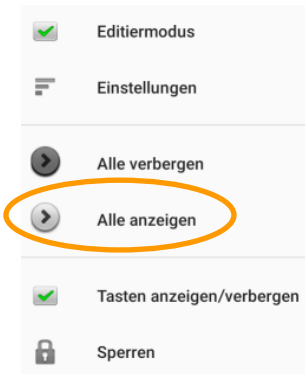 Editiermodus
Einstellungen
Alle verbergen
Alle anzeigen
Tasten anzeigen/verbergen
Sperren